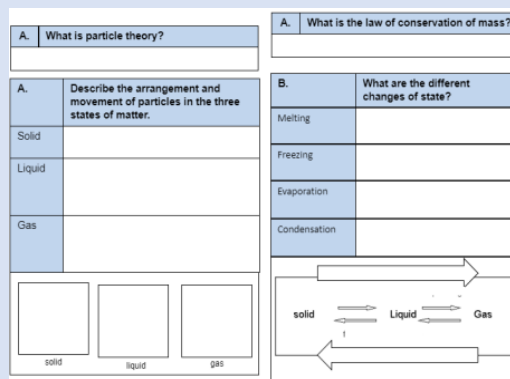 A. What is particle theory?
A. Describe the arrangement and
movement of particles in the three
states of matter.
Solid
Liquid
Gas
solid
liquid
gas
A. What is the law of conservation of mass?
B. What are the different
changes of state?
Melting
Freezing
Evaporation
Condensation
solid
Liquid
Gas
f